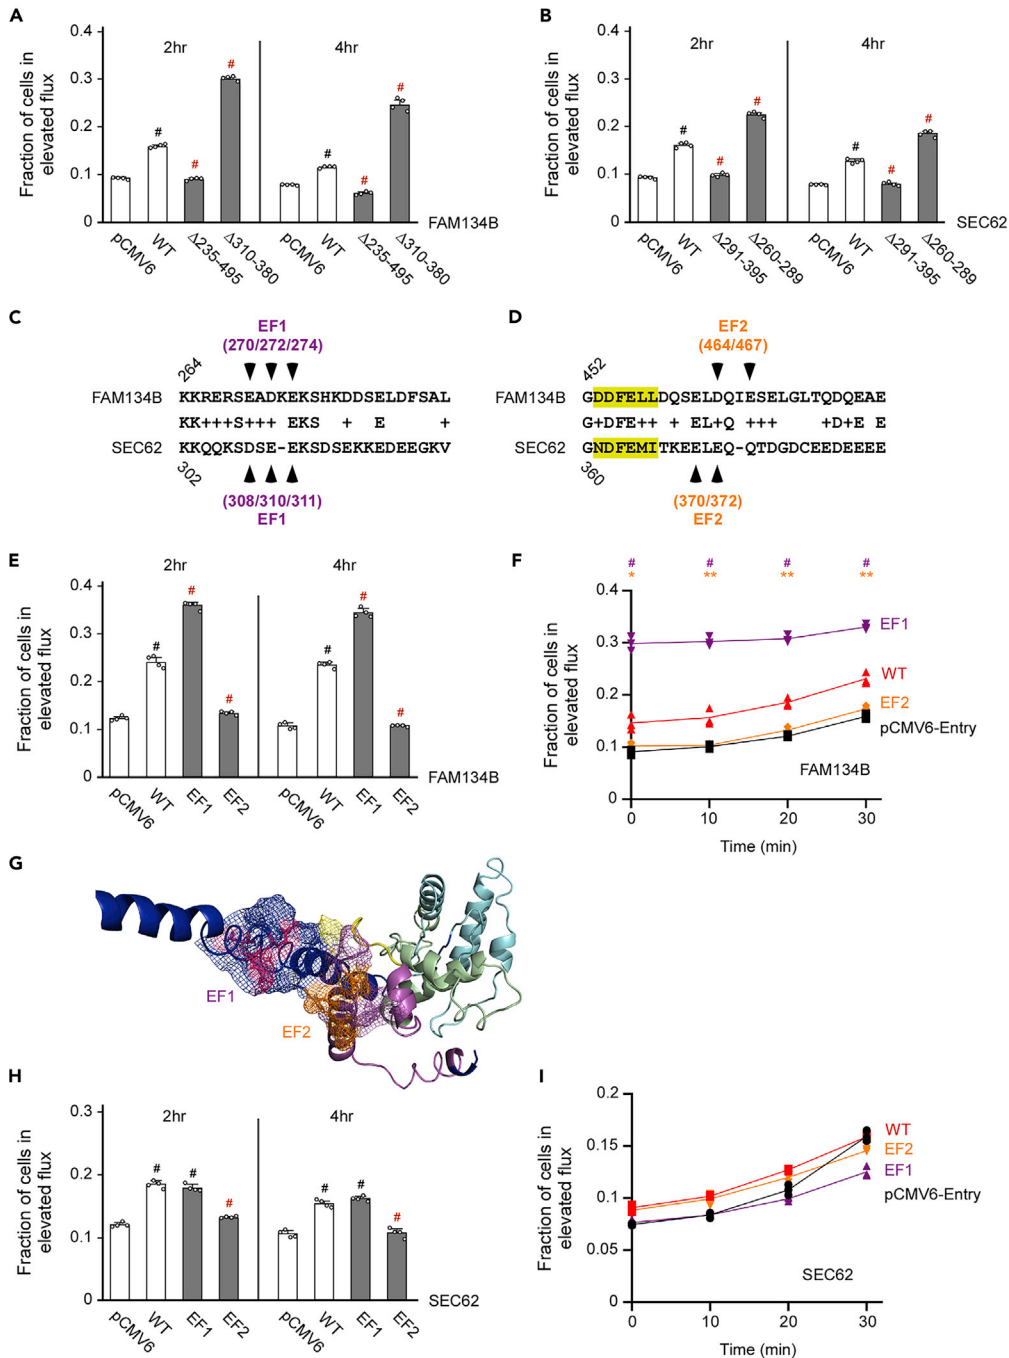 A
Fraction of cells in
elevated flux
0.4
0.3
0.2
0.1
0
2hr
4hr
#
#
#
#
#
#
pCMV6
WT
Δ235-495
Δ310-380
pCMV6
WT
Δ235-495
Δ310-380
FAM134B
B
Fraction of cells in
elevated flux
0.4
0.3
0.2
0.1
0
2hr
4hr
#
#
#
#
#
#
pCMV6
WT
Δ291-395
Δ260-289
pCMV6
WT
Δ291-395
Δ260-289
SEC62
C
EF1
(270/272/274)
264
FAM134B KKRERSEADKEKSHKDDSELDFSAL
KK+++S+++ EKS + E +
SEC62 KKQQKSDSE-EKSDSEKKEDEEGKV
302
(308/310/311)
EF1
D
EF2
(464/467)
452
FAM134B GDDFELLDQSELDQIESELGLTQDQEAE
G+DFE++ + EL+Q +++ +D+E E
SEC62 GNDFEMITKEELEQ-QTDGDCEEDEEEE
360
(370/372)
EF2
E
Fraction of cells in
elevated flux
0.4
0.3
0.2
0.1
0
2hr
4hr
#
#
#
#
#
#
pCMV6
WT
EF1
EF2
pCMV6
WT
EF1
EF2
FAM134B
F
# # # #
* ** ** **
Fraction of cells in
elevated flux
0.4
0.3
0.2
0.1
0
EF1
WT
EF2
pCMV6-Entry
FAM134B
0 10 20 30
Time (min)
G
EF1
EF2
H
Fraction of cells in
elevated flux
0.3
0.2
0.1
0
2hr
4hr
#
#
#
#
#
#
pCMV6
WT
EF1
EF2
pCMV6
WT
EF1
EF2
SEC62
I
Fraction of cells in
elevated flux
0.2
0.15
0.1
0.05
0
WT
EF2
EF1
pCMV6-Entry
SEC62
0 10 20 30
Time (min)